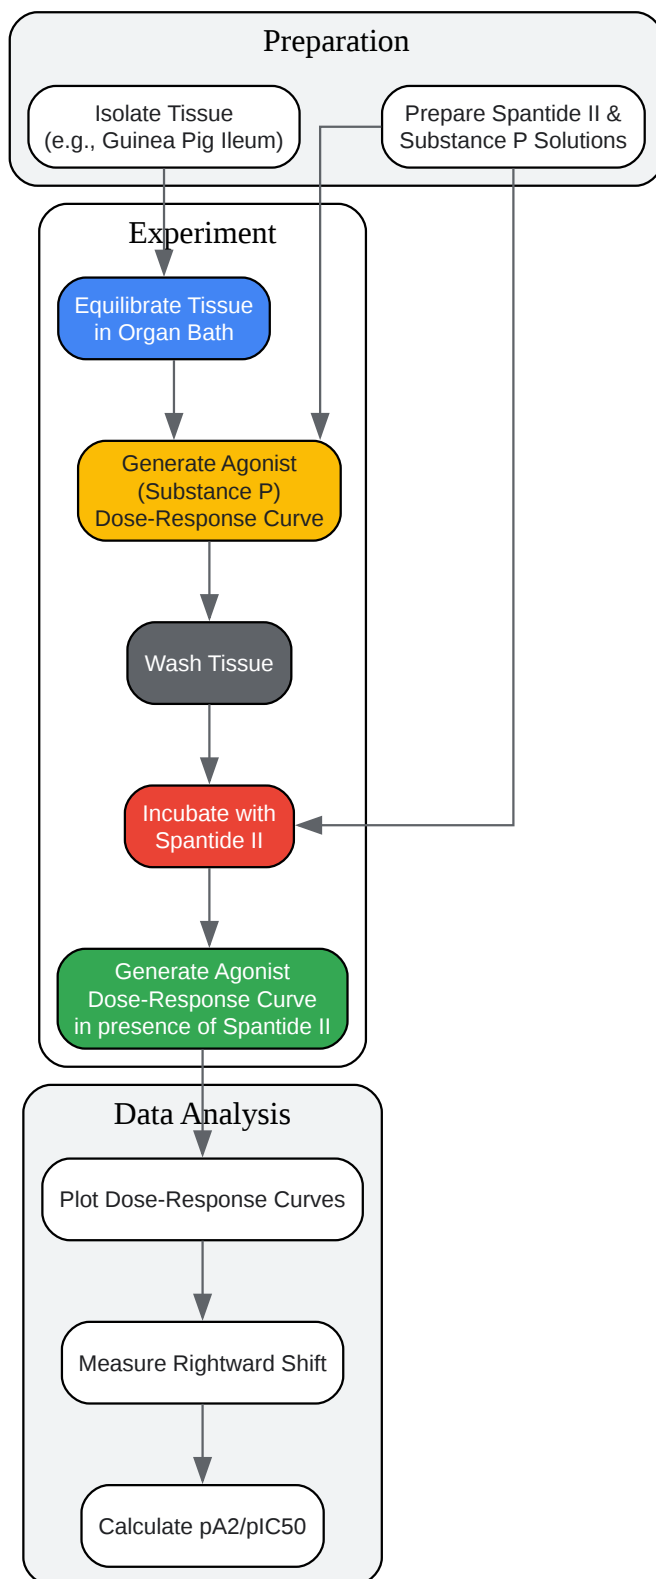 Preparation
Isolate Tissue
(e.g., Guinea Pig Ileum)
Prepare Spantide II &
Substance P Solutions
Experiment
Equilibrate Tissue
in Organ Bath
Generate Agonist
(Substance P)
Dose-Response Curve
Wash Tissue
Incubate with
Spantide II
Generate Agonist
Dose-Response Curve
in presence of Spantide II
Data Analysis
Plot Dose-Response Curves
Measure Rightward Shift
Calculate pA2/pIC50